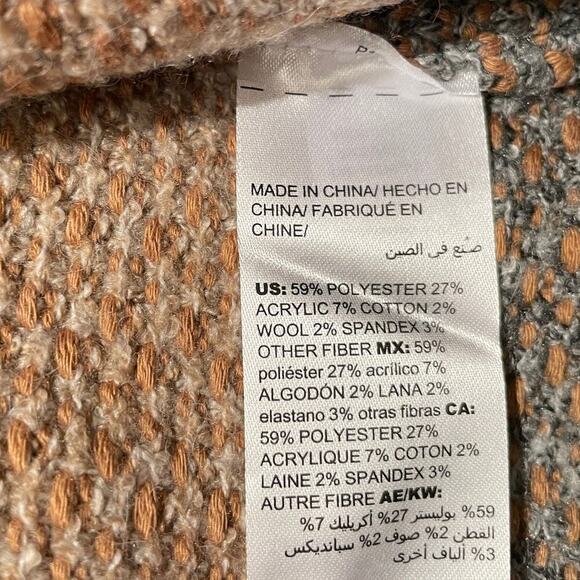 MADE IN CHINA/ HECHO EN
CHINA/ FABRIQUÉ EN
CHINE/
صنع في الصين
US: 59% POLYESTER 27%
ACRYLIC 7% COTTON 2%
WOOL 2% SPANDEX 3%
OTHER FIBER MX: 59%
poliéster 27% acrílico 7%
ALGODÓN 2% LANA 2%
elastano 3% otras fibras CA:
59% POLYESTER 27%
ACRYLIQUE 7% COTON 2%
LAINE 2% SPANDEX 3%
AUTRE FIBRE AE/KW:
59% بوليستر 27% أكريليك 7%
القطن 2% صوف 2% سبانديكس
3% ألياف أخرى